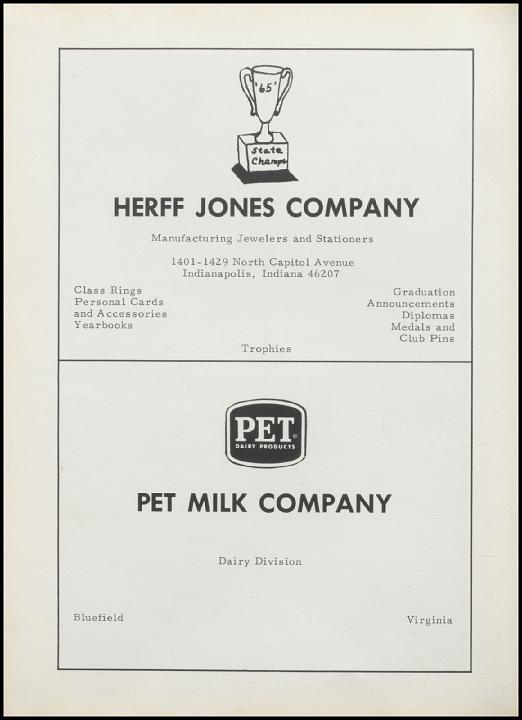 '65'
State
Champs
HERFF JONES COMPANY
Manufacturing Jewelers and Stationers
1401-1429 North Capitol Avenue
Indianapolis, Indiana 46207
Class Rings
Personal Cards
and Accessories
Yearbooks
Graduation
Announcements
Diplomas
Medals and
Club Pins
Trophies
PET®
DAIRY PRODUCTS
PET MILK COMPANY
Dairy Division
Bluefield Virginia